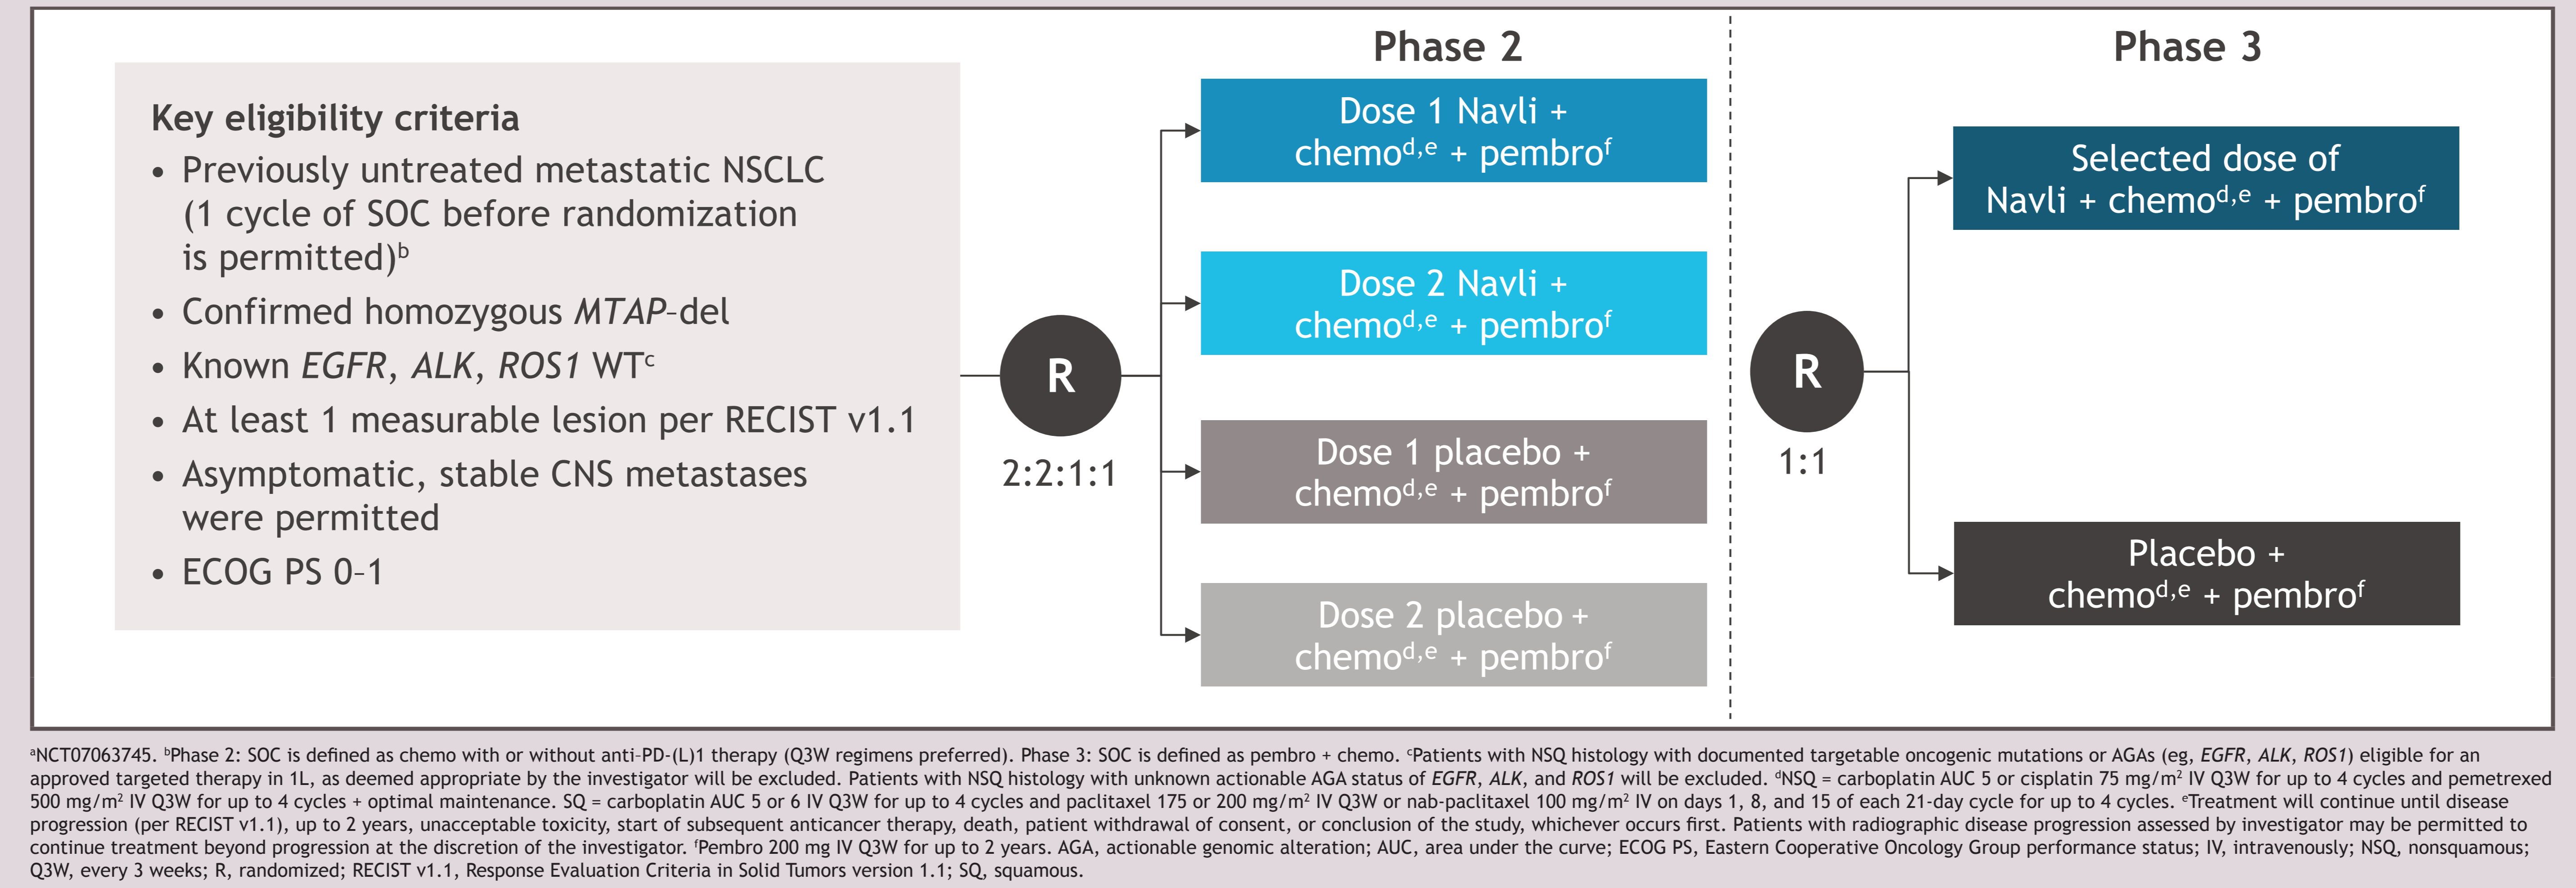 Key eligibility criteria
• Previously untreated metastatic NSCLC
(1 cycle of SOC before randomization
is permitted)ᵇ
• Confirmed homozygous MTAP-del
• Known EGFR, ALK, ROS1 WTᶜ
• At least 1 measurable lesion per RECIST v1.1
• Asymptomatic, stable CNS metastases
were permitted
• ECOG PS 0–1
R
2:2:1:1
Phase 2
Dose 1 Navli +
chemoᵈ,ᵉ + pembroᶠ
Dose 2 Navli +
chemoᵈ,ᵉ + pembroᶠ
Dose 1 placebo +
chemoᵈ,ᵉ + pembroᶠ
Dose 2 placebo +
chemoᵈ,ᵉ + pembroᶠ
Phase 3
R
1:1
Selected dose of
Navli + chemoᵈ,ᵉ + pembroᶠ
Placebo +
chemoᵈ,ᵉ + pembroᶠ
ᵃNCT07063745. ᵇPhase 2: SOC is defined as chemo with or without anti-PD-(L)1 therapy (Q3W regimens preferred). Phase 3: SOC is defined as pembro + chemo. ᶜPatients with NSQ histology with documented targetable oncogenic mutations or AGAs (eg, EGFR, ALK, ROS1) eligible for an
approved targeted therapy in 1L, as deemed appropriate by the investigator will be excluded. Patients with NSQ histology with unknown actionable AGA status of EGFR, ALK, and ROS1 will be excluded. ᵈNSQ = carboplatin AUC 5 or cisplatin 75 mg/m² IV Q3W for up to 4 cycles and pemetrexed
500 mg/m² IV Q3W for up to 4 cycles + optimal maintenance. SQ = carboplatin AUC 5 or 6 IV Q3W for up to 4 cycles and paclitaxel 175 or 200 mg/m² IV Q3W or nab-paclitaxel 100 mg/m² IV on days 1, 8, and 15 of each 21-day cycle for up to 4 cycles. ᵉTreatment will continue until disease
progression (per RECIST v1.1), up to 2 years, unacceptable toxicity, start of subsequent anticancer therapy, death, patient withdrawal of consent, or conclusion of the study, whichever occurs first. Patients with radiographic disease progression assessed by investigator may be permitted to
continue treatment beyond progression at the discretion of the investigator. ᶠPembro 200 mg IV Q3W for up to 2 years. AGA, actionable genomic alteration; AUC, area under the curve; ECOG PS, Eastern Cooperative Oncology Group performance status; IV, intravenously; NSQ, nonsquamous;
Q3W, every 3 weeks; R, randomized; RECIST v1.1, Response Evaluation Criteria in Solid Tumors version 1.1; SQ, squamous.